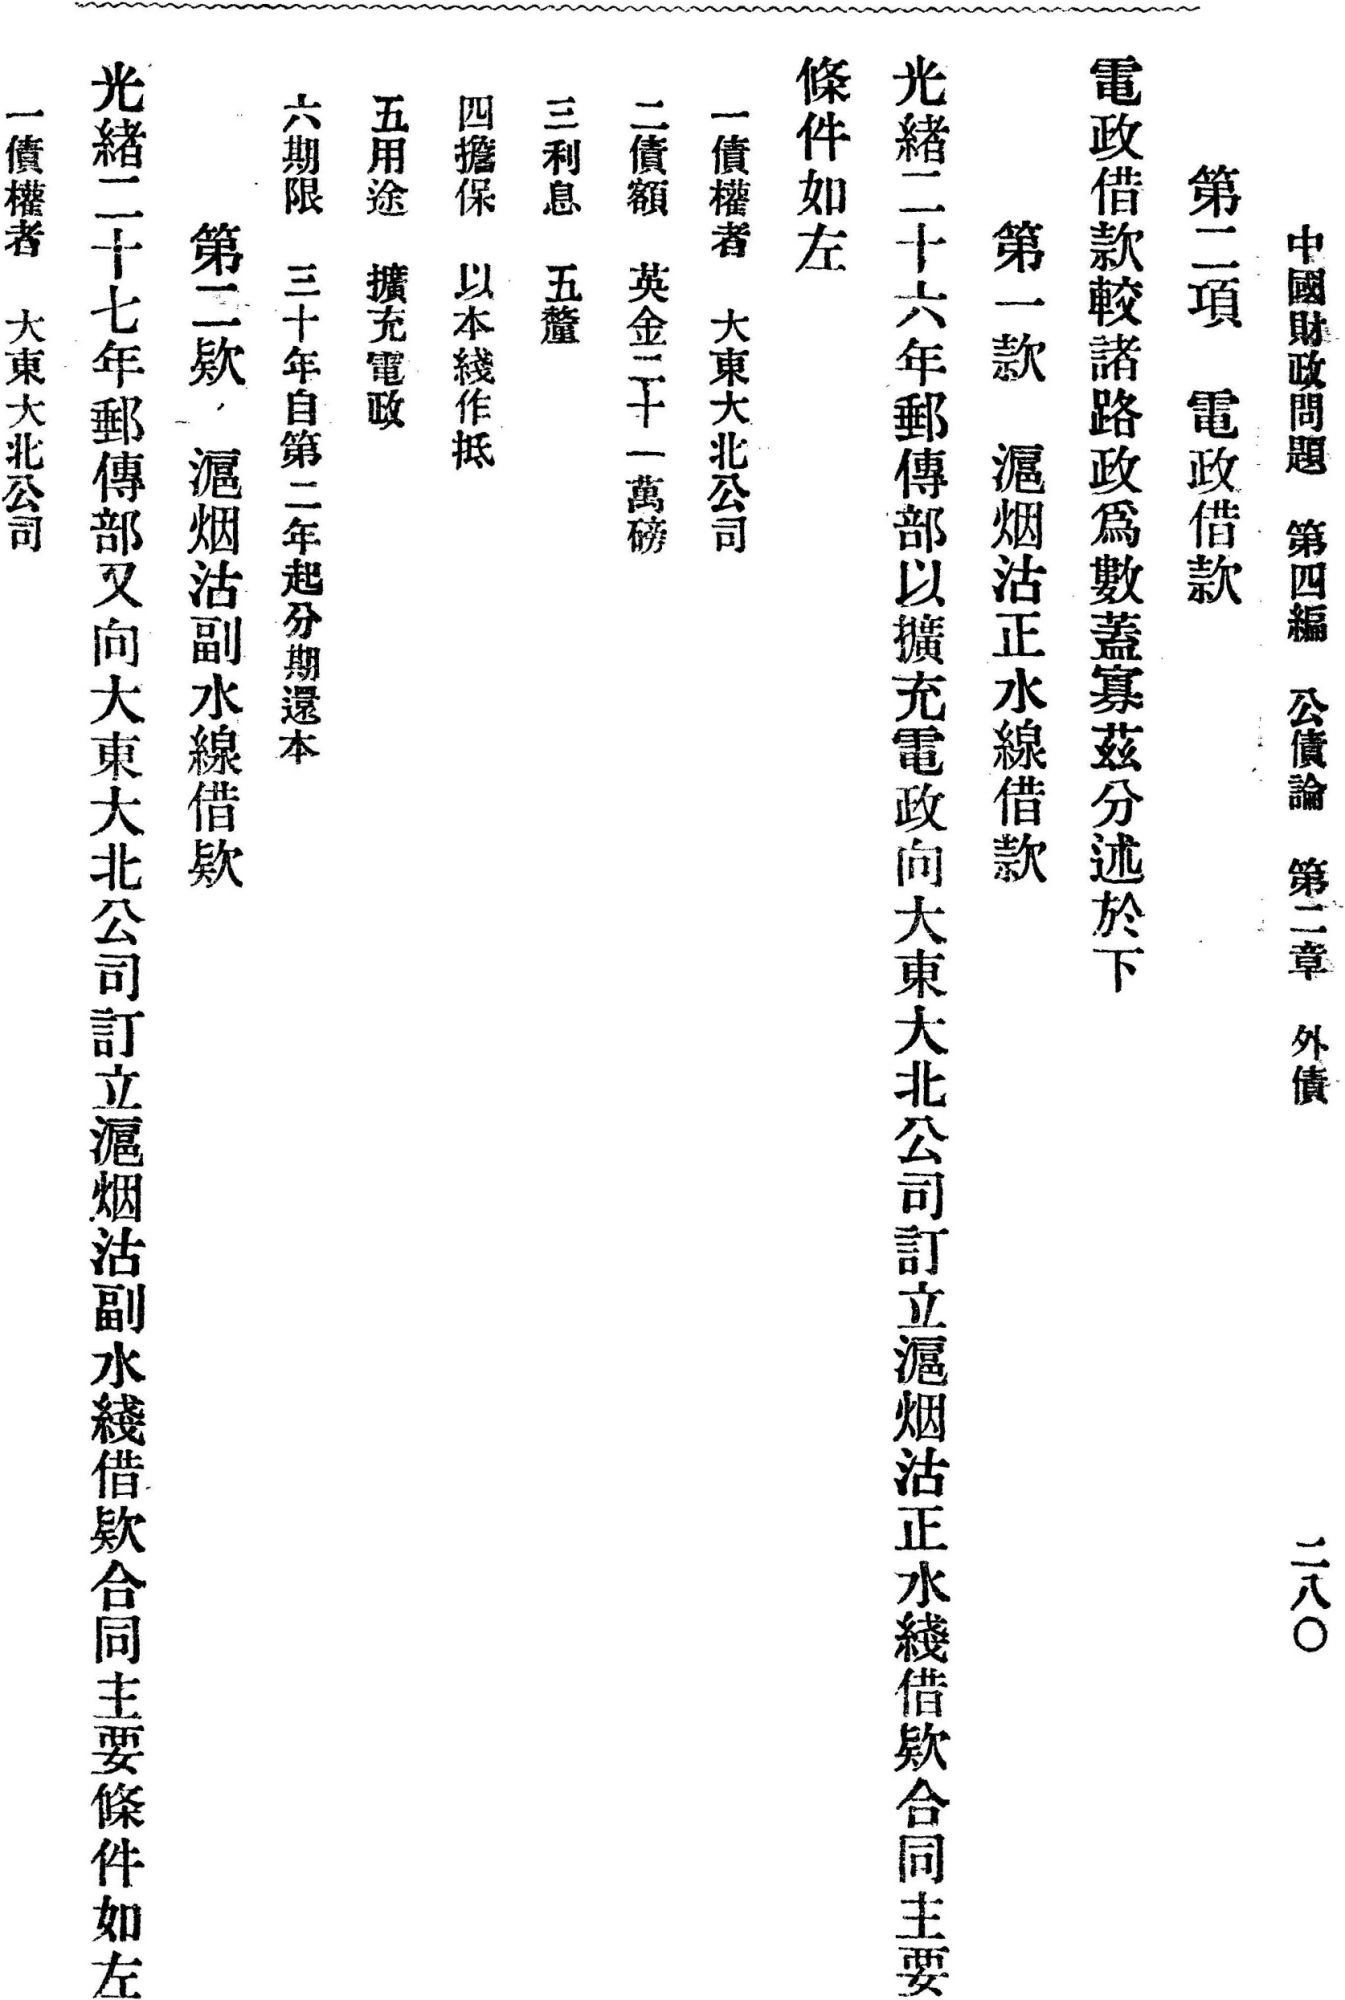 中國財政問題　第四編　公債論　第二章　外債　二八〇
第二項　電政借款
電政借款較諸路政爲數蓋寡茲分述於下
第一款　滬烟沽正水線借款
光緒二十六年郵傳部以擴充電政向大東大北公司訂立滬烟沽正水綫借欵合同主要
條件如左
一債權者　大東大北公司
二債額　英金二十一萬磅
三利息　五釐
四擔保　以本綫作抵
五用途　擴充電政
六期限　三十年自第二年起分期還本
第二欵　滬烟沽副水線借欵
光緒二十七年郵傳部又向大東大北公司訂立滬烟沽副水綫借欵合同主要條件如左
一債權者　大東大北公司